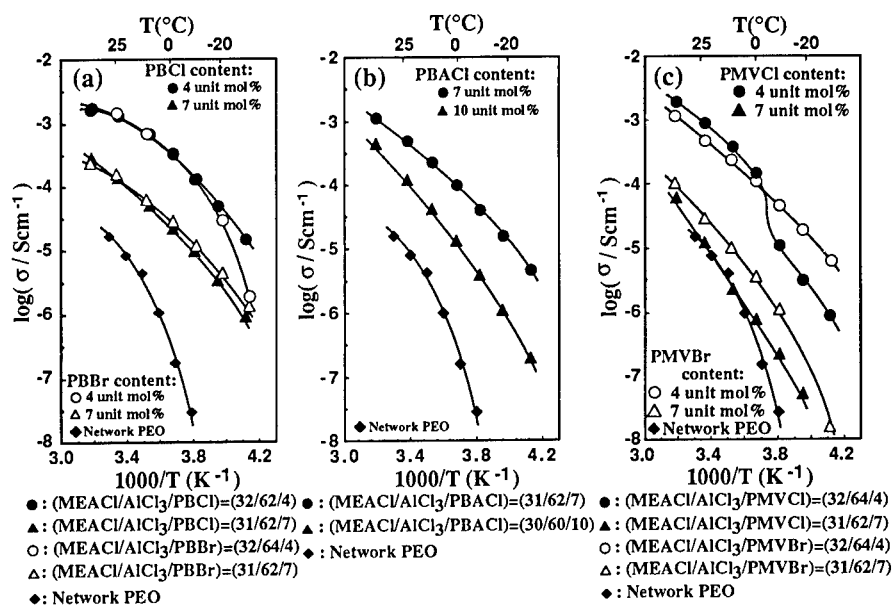 T(°C)
25 0 -20
(a)
PBCl content:
● 4 unit mol%
▲ 7 unit mol%
PBBr content:
○ 4 unit mol%
△ 7 unit mol%
◆ Network PEO
-2
-3
-4
-5
-6
-7
-8
log(σ / Scm⁻¹)
3.0 3.4 3.8 4.2
1000/T (K⁻¹)
T(°C)
25 0 -20
(b)
PBACl content:
● 7 unit mol%
▲ 10 unit mol%
◆ Network PEO
-2
-3
-4
-5
-6
-7
-8
log(σ / Scm⁻¹)
3.0 3.4 3.8 4.2
1000/T (K⁻¹)
T(°C)
25 0 -20
(c)
PMVCl content:
● 4 unit mol%
▲ 7 unit mol%
PMVBr
content:
○ 4 unit mol%
△ 7 unit mol%
◆ Network PEO
-2
-3
-4
-5
-6
-7
-8
log(σ / Scm⁻¹)
3.0 3.4 3.8 4.2
1000/T (K⁻¹)
● : (MEACl/AlCl₃/PBCl)=(32/62/4)
▲ : (MEACl/AlCl₃/PBCl)=(31/62/7)
○ : (MEACl/AlCl₃/PBBr)=(32/64/4)
△ : (MEACl/AlCl₃/PBBr)=(31/62/7)
◆ : Network PEO
● : (MEACl/AlCl₃/PBACl)=(31/62/7)
▲ : (MEACl/AlCl₃/PBACl)=(30/60/10)
◆ : Network PEO
● : (MEACl/AlCl₃/PMVCl)=(32/64/4)
▲ : (MEACl/AlCl₃/PMVCl)=(31/62/7)
○ : (MEACl/AlCl₃/PMVBr)=(32/64/4)
△ : (MEACl/AlCl₃/PMVBr)=(31/62/7)
◆ : Network PEO